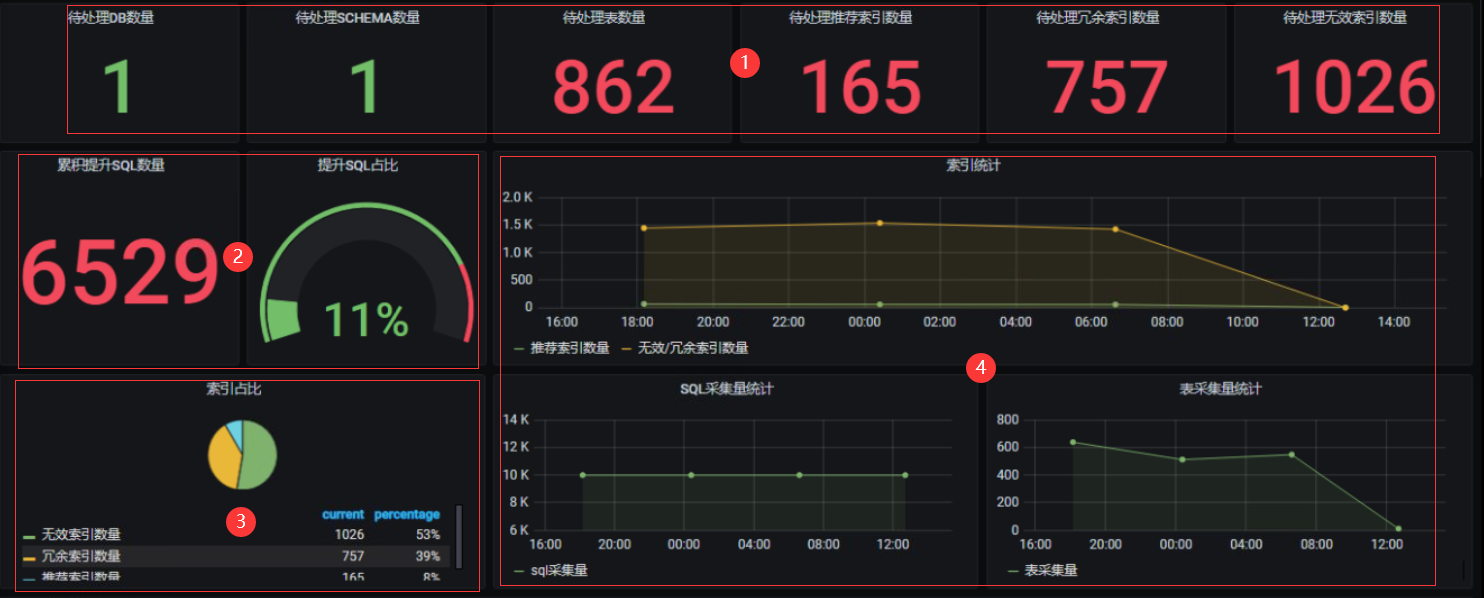 待处理DB数量
待处理SCHEMA数量
待处理表数量
待处理推荐索引数量
待处理冗余索引数量
待处理无效索引数量
1
1
862
1
165
757
1026
累积提升SQL数量
提升SQL占比
6529
2
11%
索引统计
2.0 K
1.5 K
1.0 K
500
0
16:00
18:00
20:00
22:00
00:00
02:00
04:00
06:00
08:00
10:00
12:00
14:00
推荐索引数量
无效/冗余索引数量
4
索引占比
current percentage
3
无效索引数量 1026 53%
冗余索引数量 757 39%
推荐索引数量 165 8%
SQL采集量统计
14 K
12 K
10 K
8 K
6 K
16:00
20:00
00:00
04:00
08:00
12:00
sql采集量
表采集量统计
800
600
400
200
0
16:00
20:00
00:00
04:00
08:00
12:00
表采集量